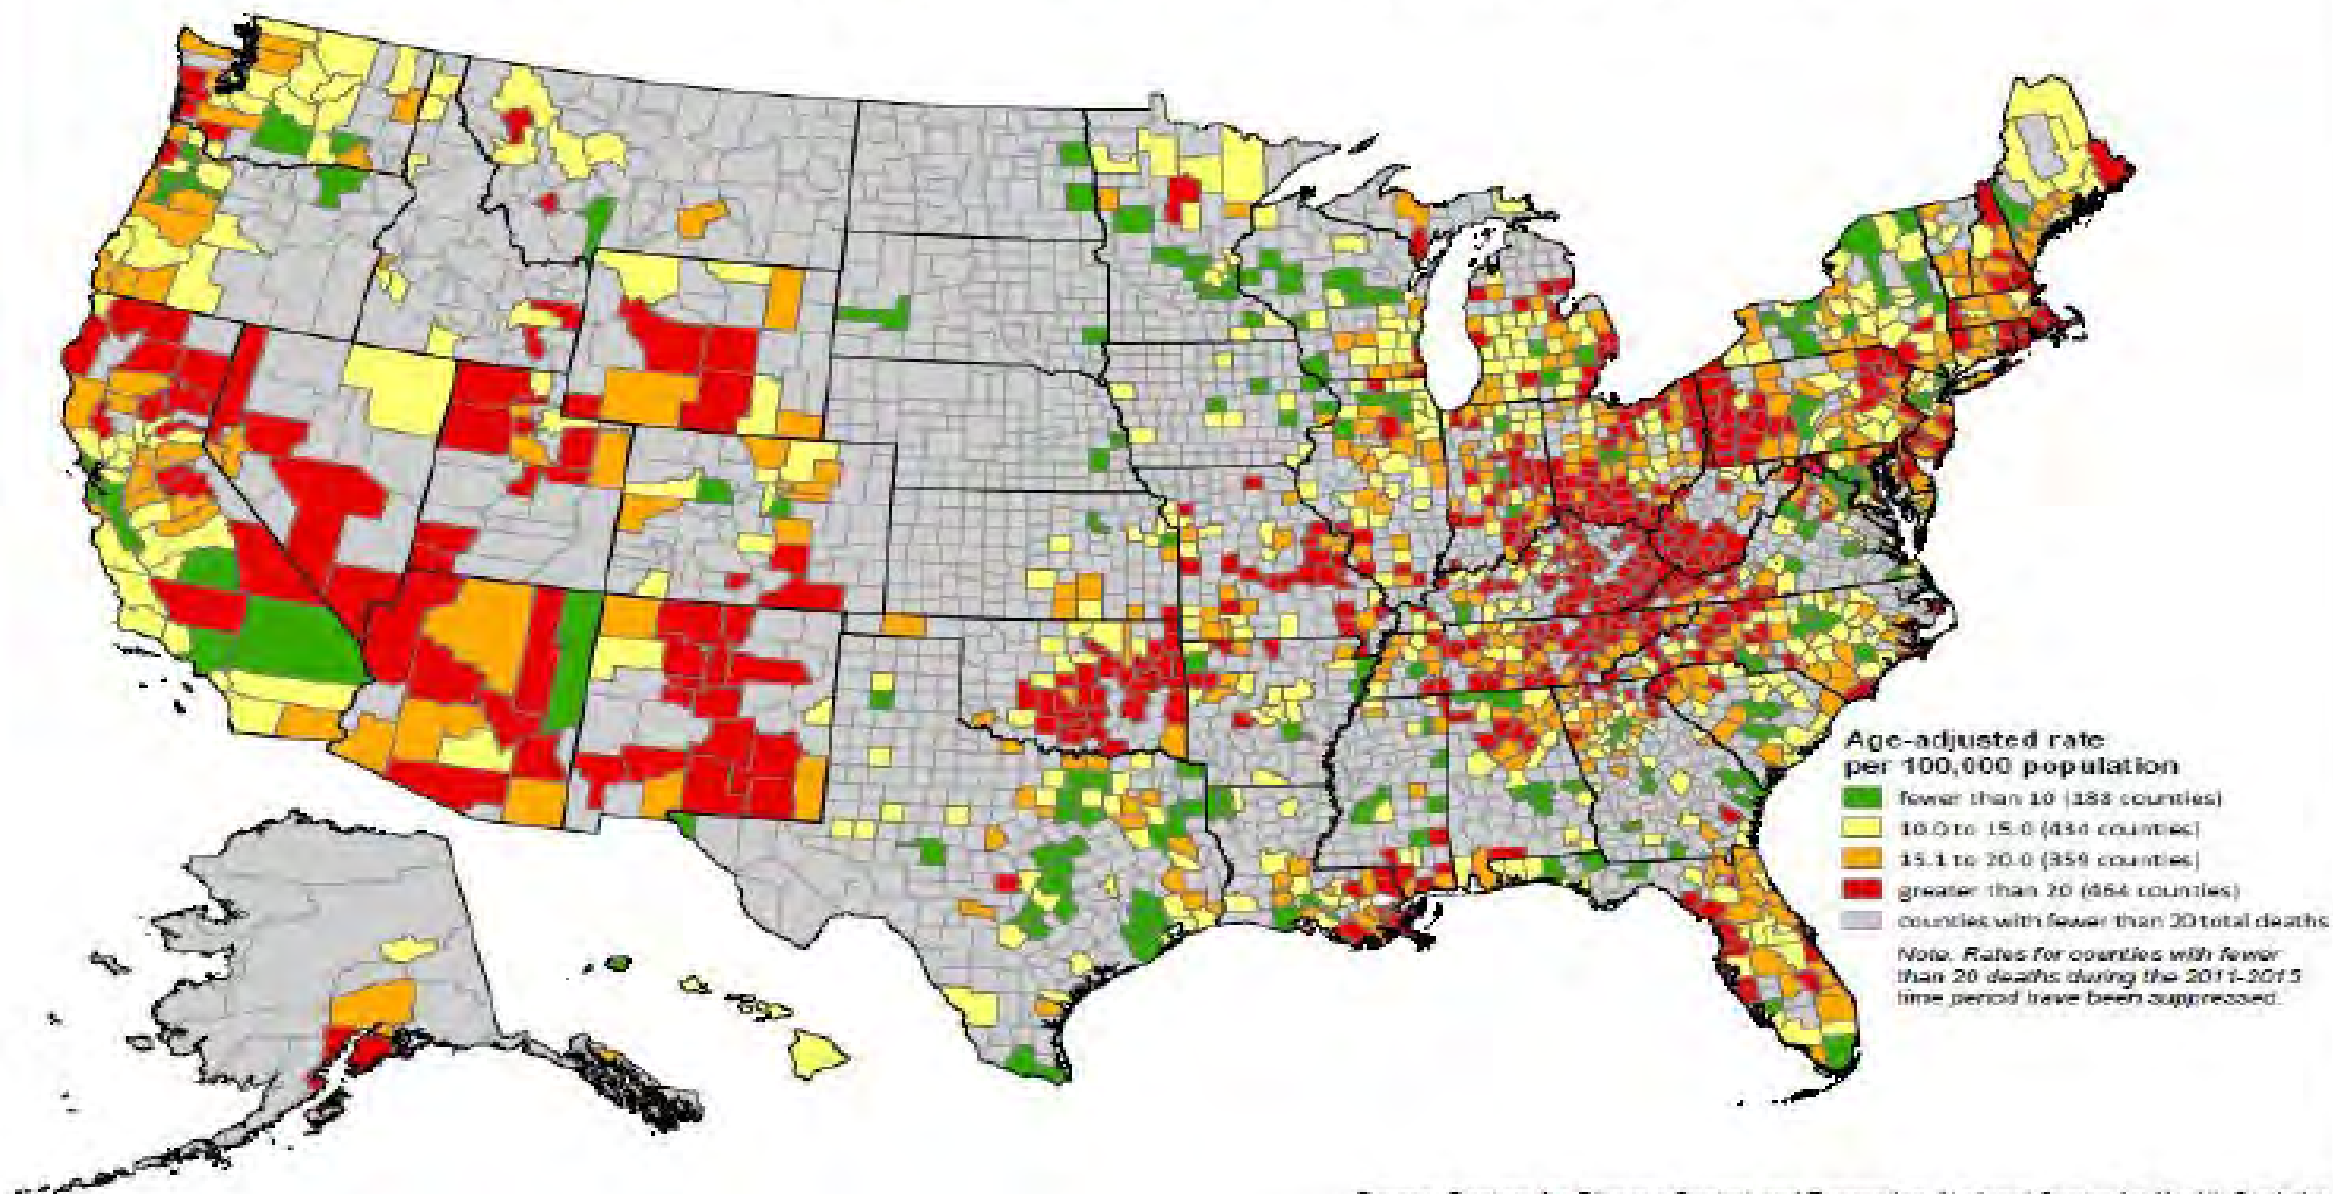 Age-adjusted rate
per 100,000 population
fewer than 10 (188 counties)
10.0 to 15.0 (434 counties)
15.1 to 20.0 (359 counties)
greater than 20 (464 counties)
counties with fewer than 20 total deaths
Note. Rates for counties with fewer
than 20 deaths during the 2011-2015
time period have been suppressed.